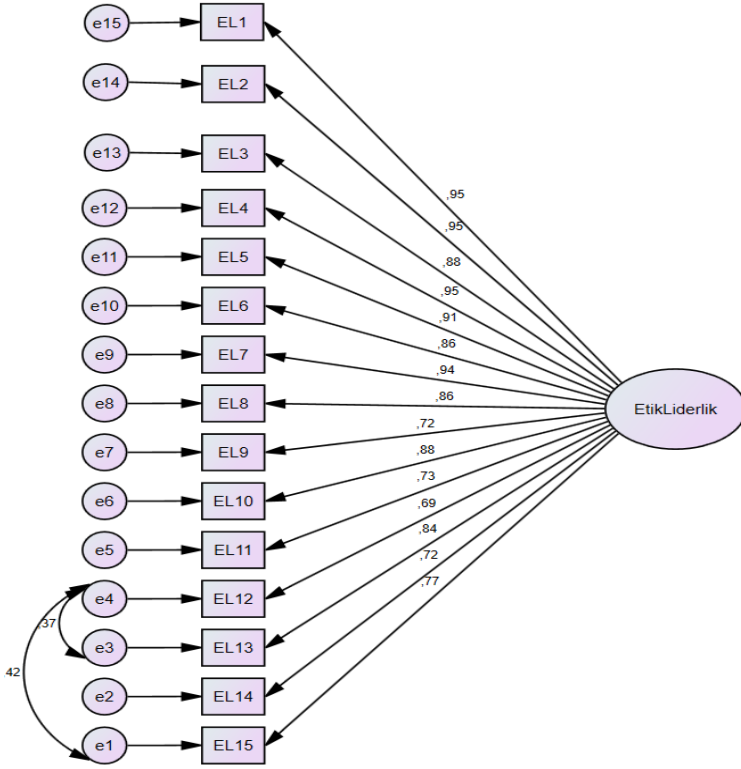 e15 EL1
e14 EL2
e13 EL3
e12 EL4
,95
e11 EL5
,95
,88
e10 EL6
,95
,91
e9 EL7
,86
,94
e8 EL8
,86
EtikLiderlik
e7 EL9
,72
,88
e6 EL10
,73
,69
e5 EL11
,84
,72
,77
e4 EL12
,37
e3 EL13
,42
e2 EL14
e1 EL15